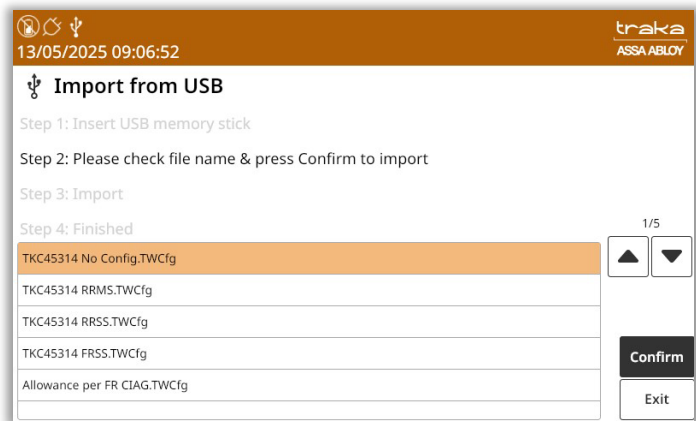 traka
13/05/2025 09:06:52
ASSA ABLOY
Import from USB
Step 1: Insert USB memory stick
Step 2: Please check file name & press Confirm to import
Step 3: Import
Step 4: Finished
1/5
TKC45314 No Config.TWCfg
TKC45314 RRMS.TWCfg
TKC45314 RRSS.TWCfg
TKC45314 FRSS.TWCfg
Allowance per FR CIAG.TWCfg
Confirm
Exit